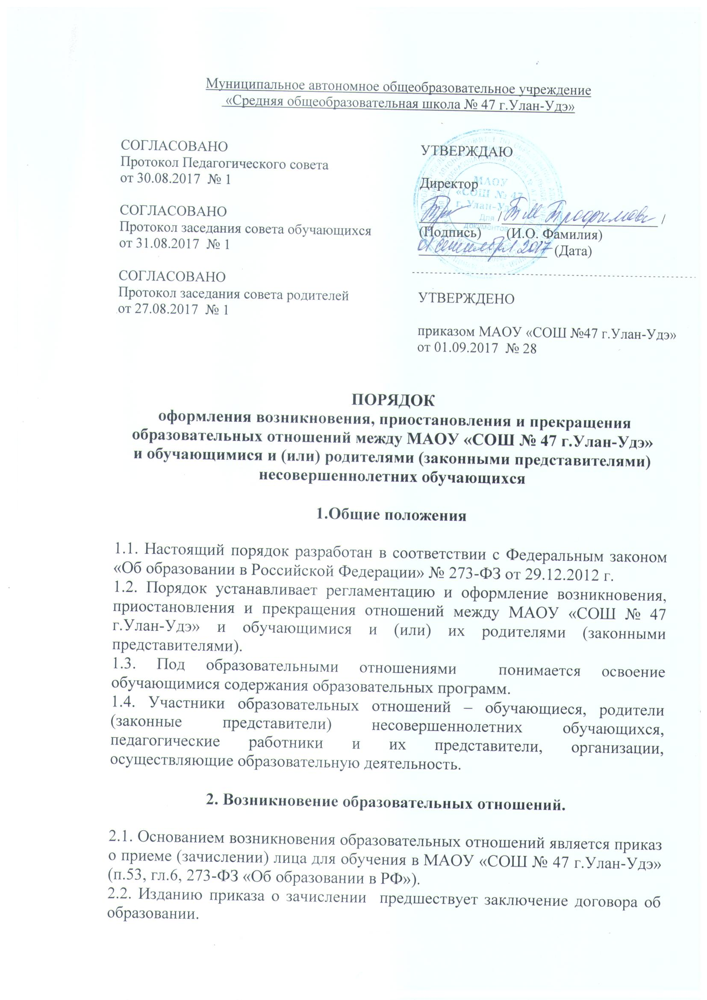 Муниципальное автономное общеобразовательное учреждение
«Средняя общеобразовательная школа № 47 г.Улан-Удэ»
СОГЛАСОВАНО
Протокол Педагогического совета
от 30.08.2017 № 1
СОГЛАСОВАНО
Протокол заседания совета обучающихся
от 31.08.2017 № 1
СОГЛАСОВАНО
Протокол заседания совета родителей
от 27.08.2017 № 1
УТВЕРЖДАЮ
Директор
МАОУ
«СОШ № 47
г. Улан-Удэ
Для
документов
/ Т М Трофимова /
(Подпись) (И.О. Фамилия)
01 сентября 2017 (Дата)
УТВЕРЖДЕНО
приказом МАОУ «СОШ №47 г.Улан-Удэ»
от 01.09.2017 № 28
ПОРЯДОК
оформления возникновения, приостановления и прекращения
образовательных отношений между МАОУ «СОШ № 47 г.Улан-Удэ»
и обучающимися и (или) родителями (законными представителями)
несовершеннолетних обучающихся
1.Общие положения
1.1. Настоящий порядок разработан в соответствии с Федеральным законом
«Об образовании в Российской Федерации» № 273-ФЗ от 29.12.2012 г.
1.2. Порядок устанавливает регламентацию и оформление возникновения,
приостановления и прекращения отношений между МАОУ «СОШ № 47
г.Улан-Удэ» и обучающимися и (или) их родителями (законными
представителями).
1.3. Под образовательными отношениями понимается освоение
обучающимися содержания образовательных программ.
1.4. Участники образовательных отношений – обучающиеся, родители
(законные представители) несовершеннолетних обучающихся,
педагогические работники и их представители, организации,
осуществляющие образовательную деятельность.
2. Возникновение образовательных отношений.
2.1. Основанием возникновения образовательных отношений является приказ
о приеме (зачислении) лица для обучения в МАОУ «СОШ № 47 г.Улан-Удэ»
(п.53, гл.6, 273-ФЗ «Об образовании в РФ»).
2.2. Изданию приказа о зачислении предшествует заключение договора об
образовании.